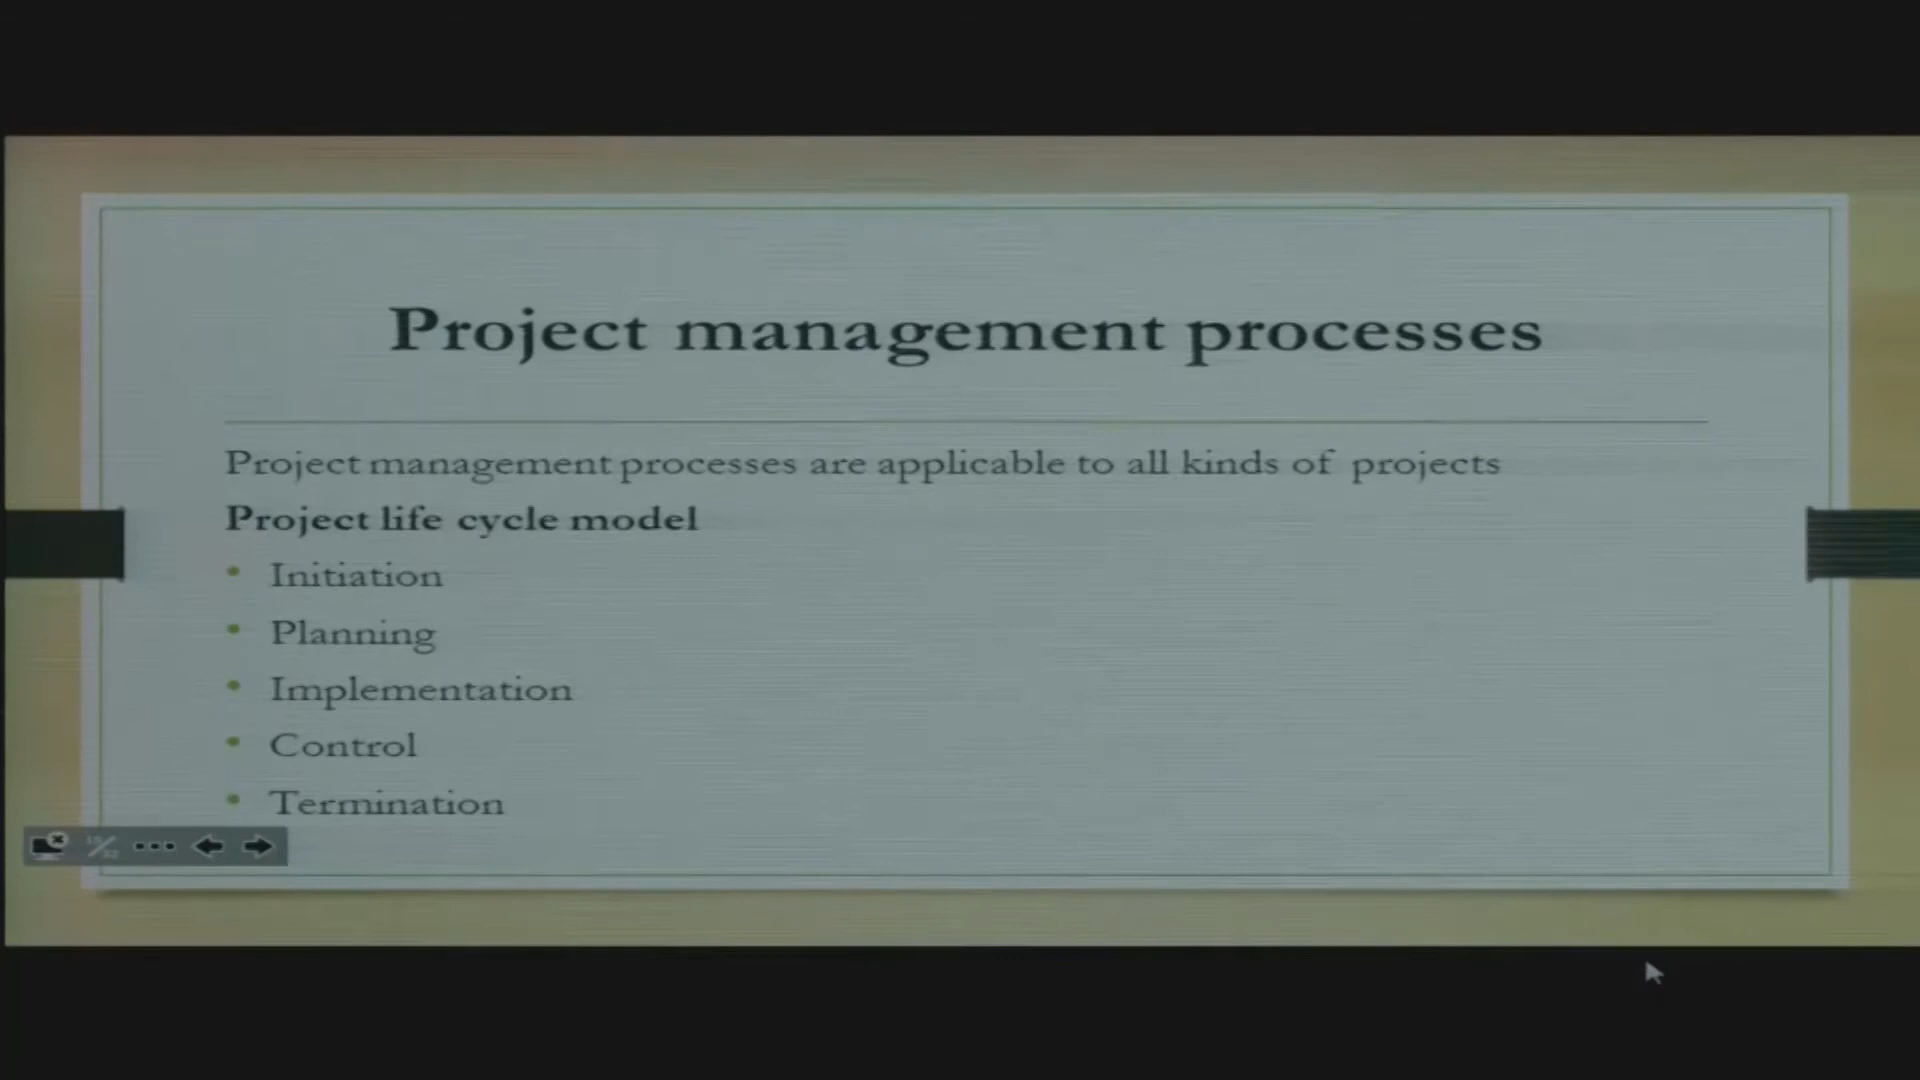 Project management processes
Project management processes are applicable to all kinds of projects
Project life cycle model
• Initiation
• Planning
• Implementation
• Control
• Termination